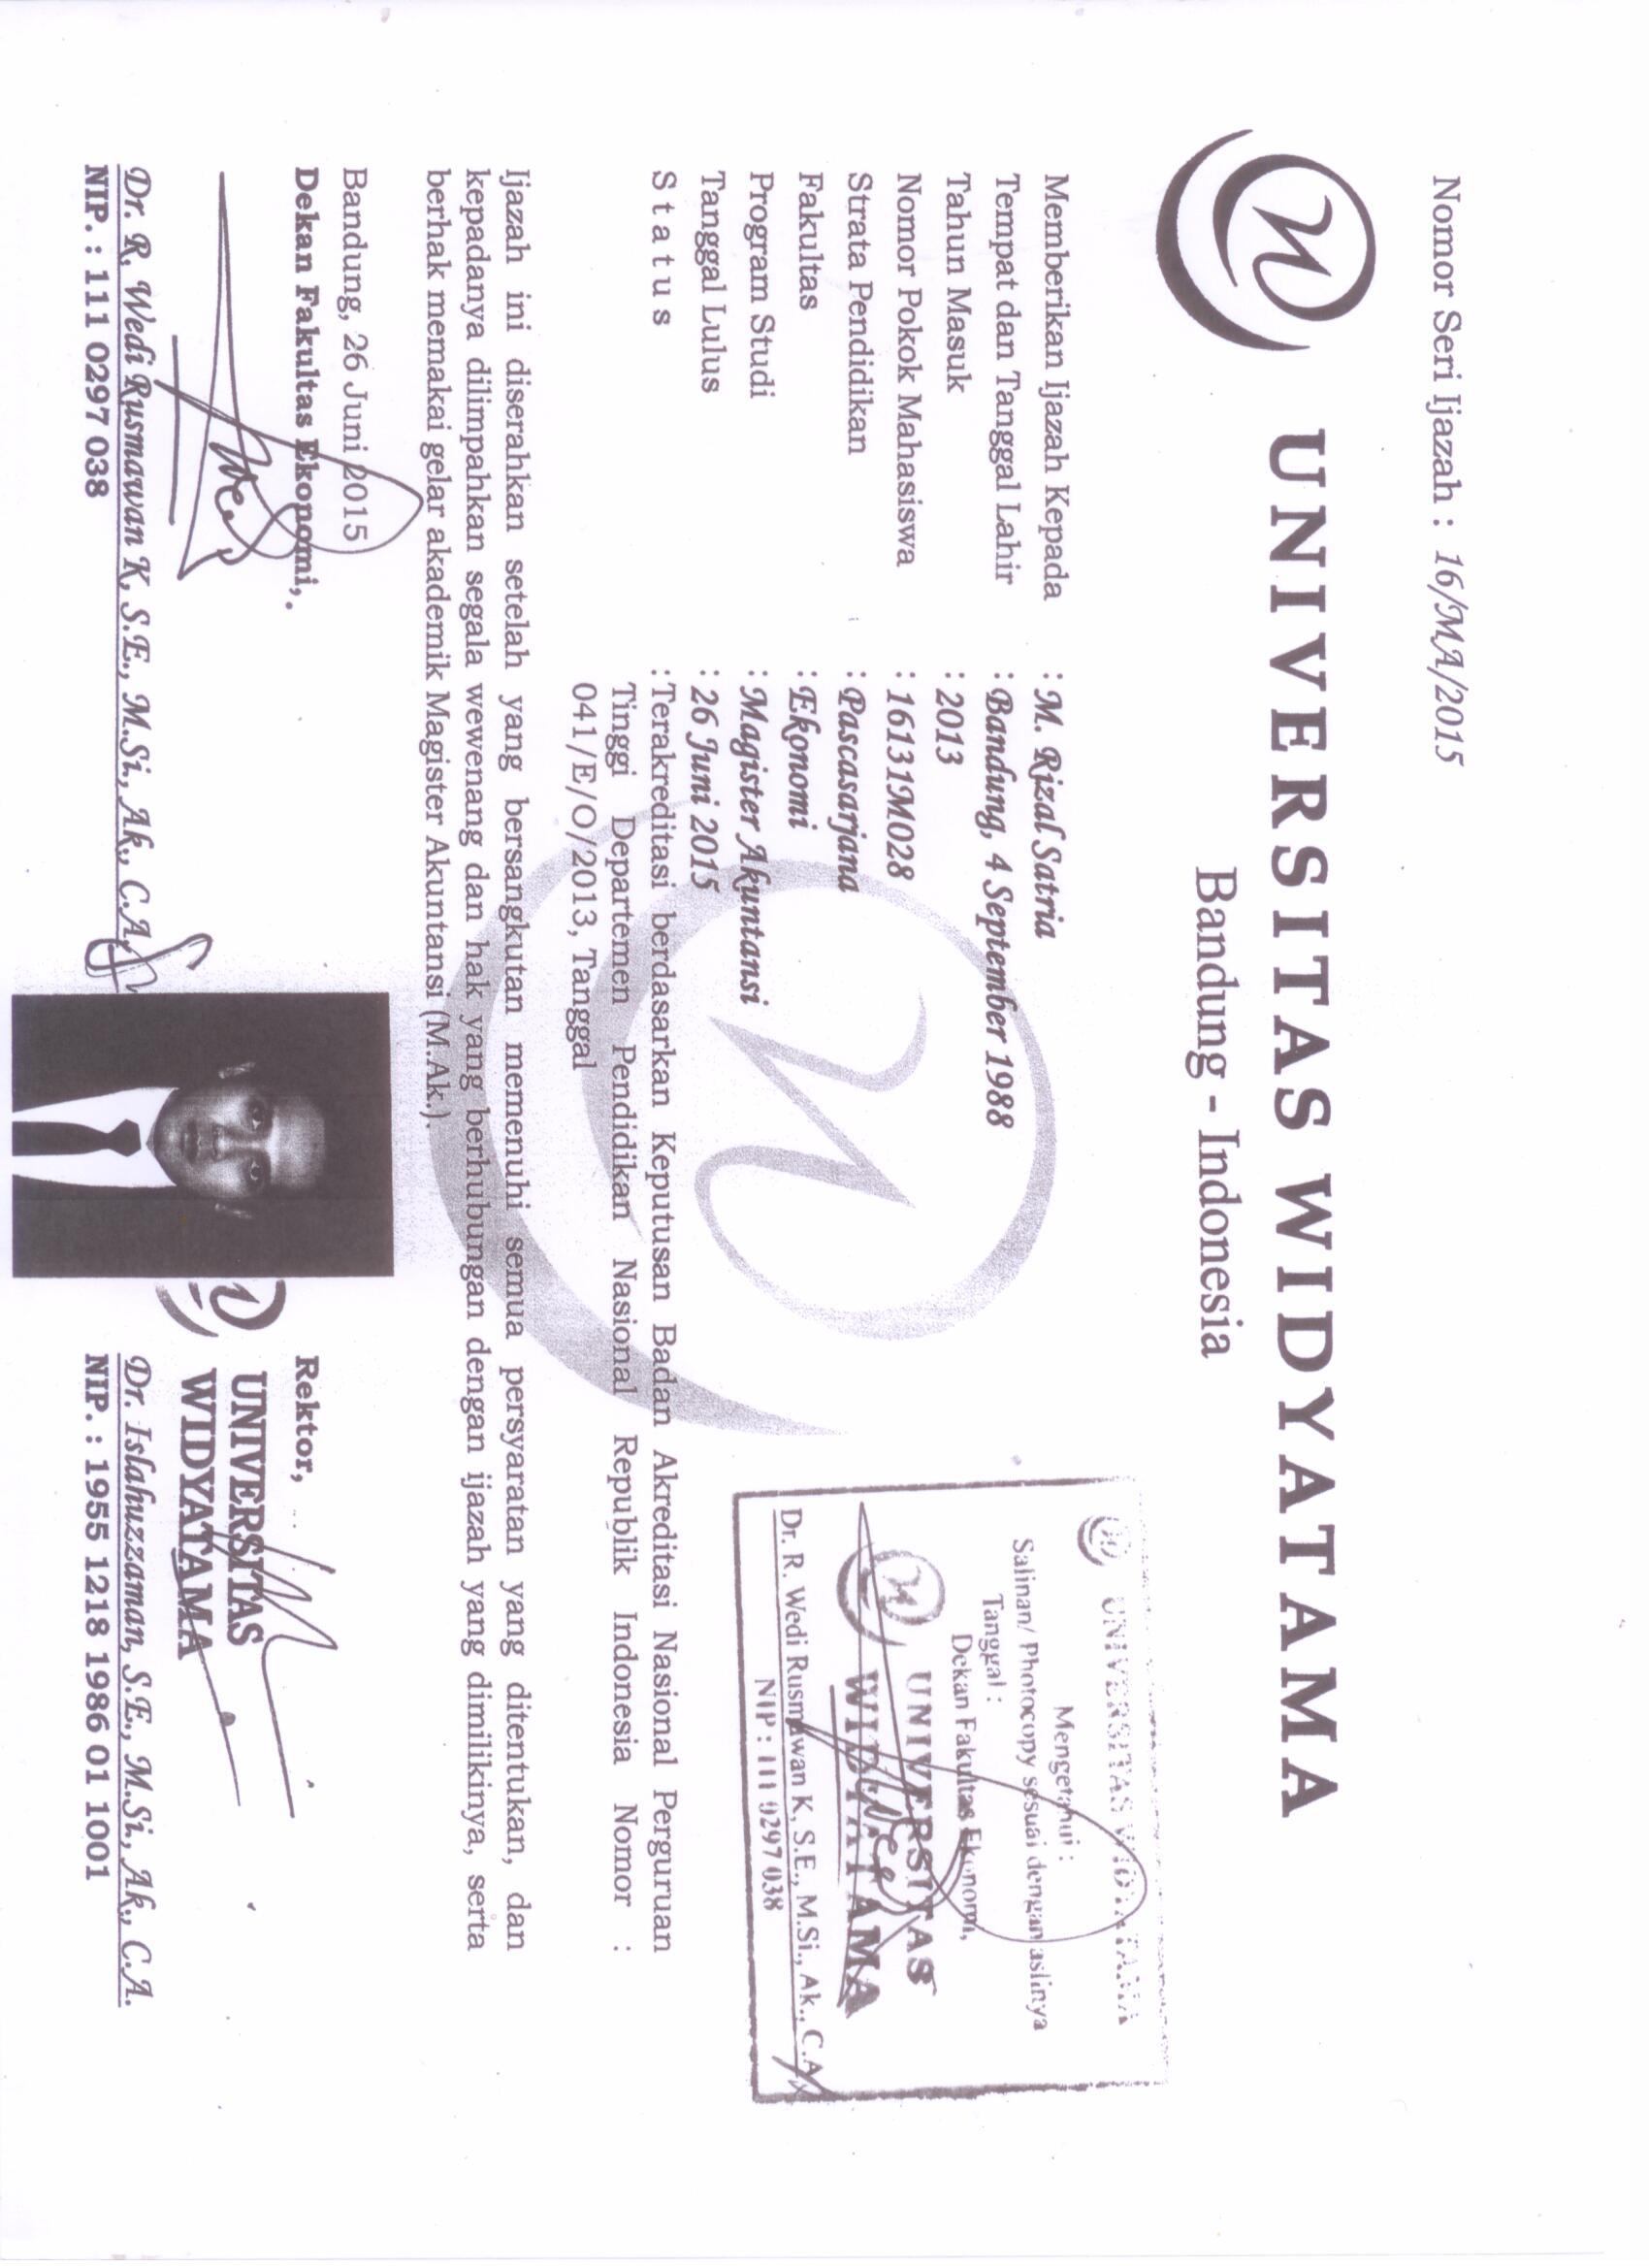 Nomor Seri Ijazah : 16/MA/2015
UNIVERSITAS WIDYATAMA
Bandung - Indonesia
Memberikan Ijazah Kepada : M. Rizal Satria
Tempat dan Tanggal Lahir : Bandung, 4 September 1988
Tahun Masuk : 2013
Nomor Pokok Mahasiswa : 16131M028
Strata Pendidikan : Pascasarjana
Fakultas : Ekonomi
Program Studi : Magister Akuntansi
Tanggal Lulus : 26 Juni 2015
Status : Terakreditasi berdasarkan Keputusan Badan Akreditasi Nasional Perguruan
Tinggi Departemen Pendidikan Nasional Republik Indonesia Nomor :
041/E/O/2013, Tanggal
UNIVERSITAS WIDYATAMA
Mengetahui :
Salinan/ Photocopy sesuai dengan aslinya
Tanggal :
Dekan Fakultas Ekonomi,
UNIVERSITAS
WIDYATAMA
Dr. R. Wedi Rusmawan K, S.E., M.Si., Ak., C.A
NIP : 111 0297 038
Ijazah ini diserahkan setelah yang bersangkutan memenuhi semua persyaratan yang ditentukan, dan
kepadanya dilimpahkan segala wewenang dan hak yang berhubungan dengan ijazah yang dimilikinya, serta
berhak memakai gelar akademik Magister Akuntansi (M.Ak.).
Bandung, 26 Juni 2015
Dekan Fakultas Ekonomi,
Dr. R. Wedi Rusmawan K, S.E., M.Si., Ak., C.A.
NIP. : 111 0297 038
Rektor,
UNIVERSITAS
WIDYATAMA
Dr. Islahuzzaman, S.E., M.Si., Ak., C.A.
NIP. : 1955 1218 1986 01 1001